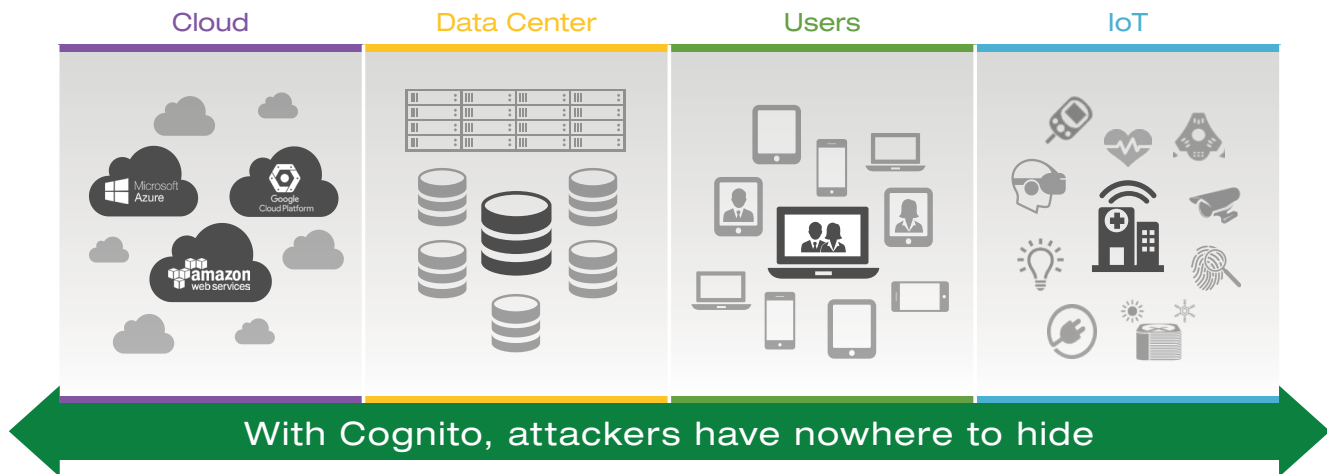 Cloud
Data Center
Users
IoT
Microsoft
Azure
Google
Cloud Platform
amazon
web services
With Cognito, attackers have nowhere to hide